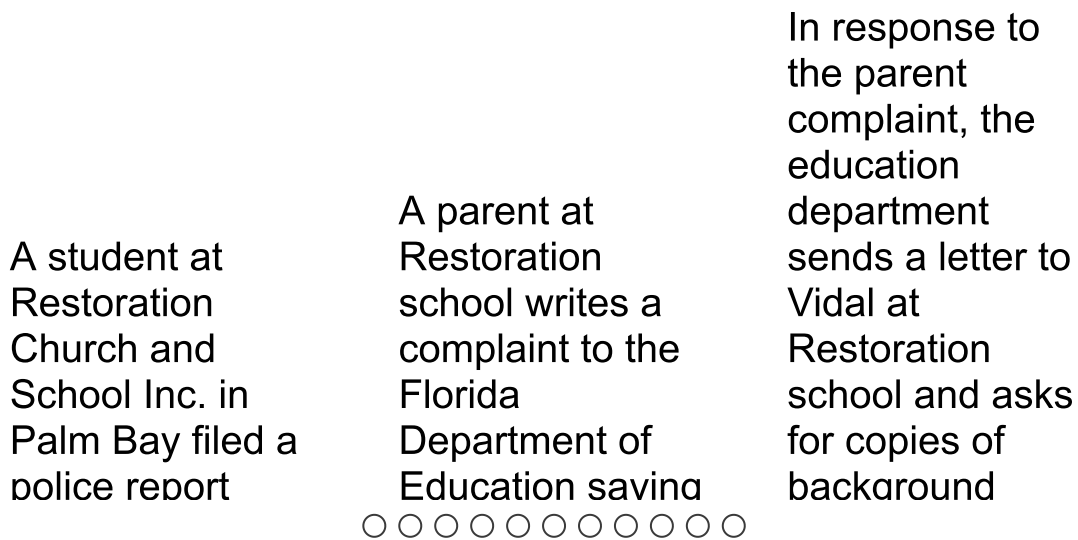 A student at
Restoration
Church and
School Inc. in
Palm Bay filed a
police report
A parent at
Restoration
school writes a
complaint to the
Florida
Department of
Education saying
In response to
the parent
complaint, the
education
department
sends a letter to
Vidal at
Restoration
school and asks
for copies of
background